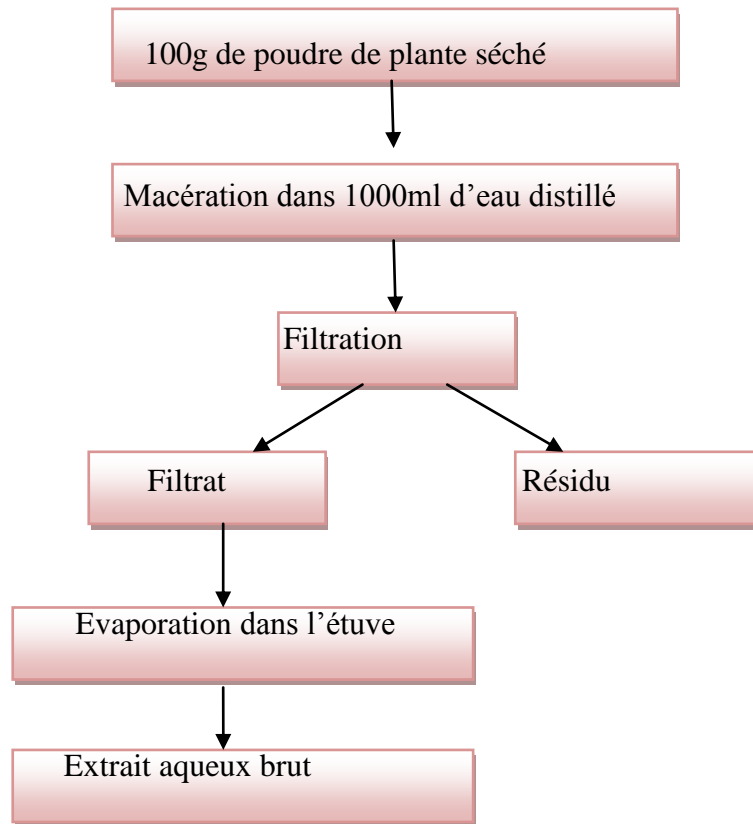 100g de poudre de plante séché
Macération dans 1000ml d’eau distillé
Filtration
Filtrat
Résidu
Evaporation dans l’étuve
Extrait aqueux brut